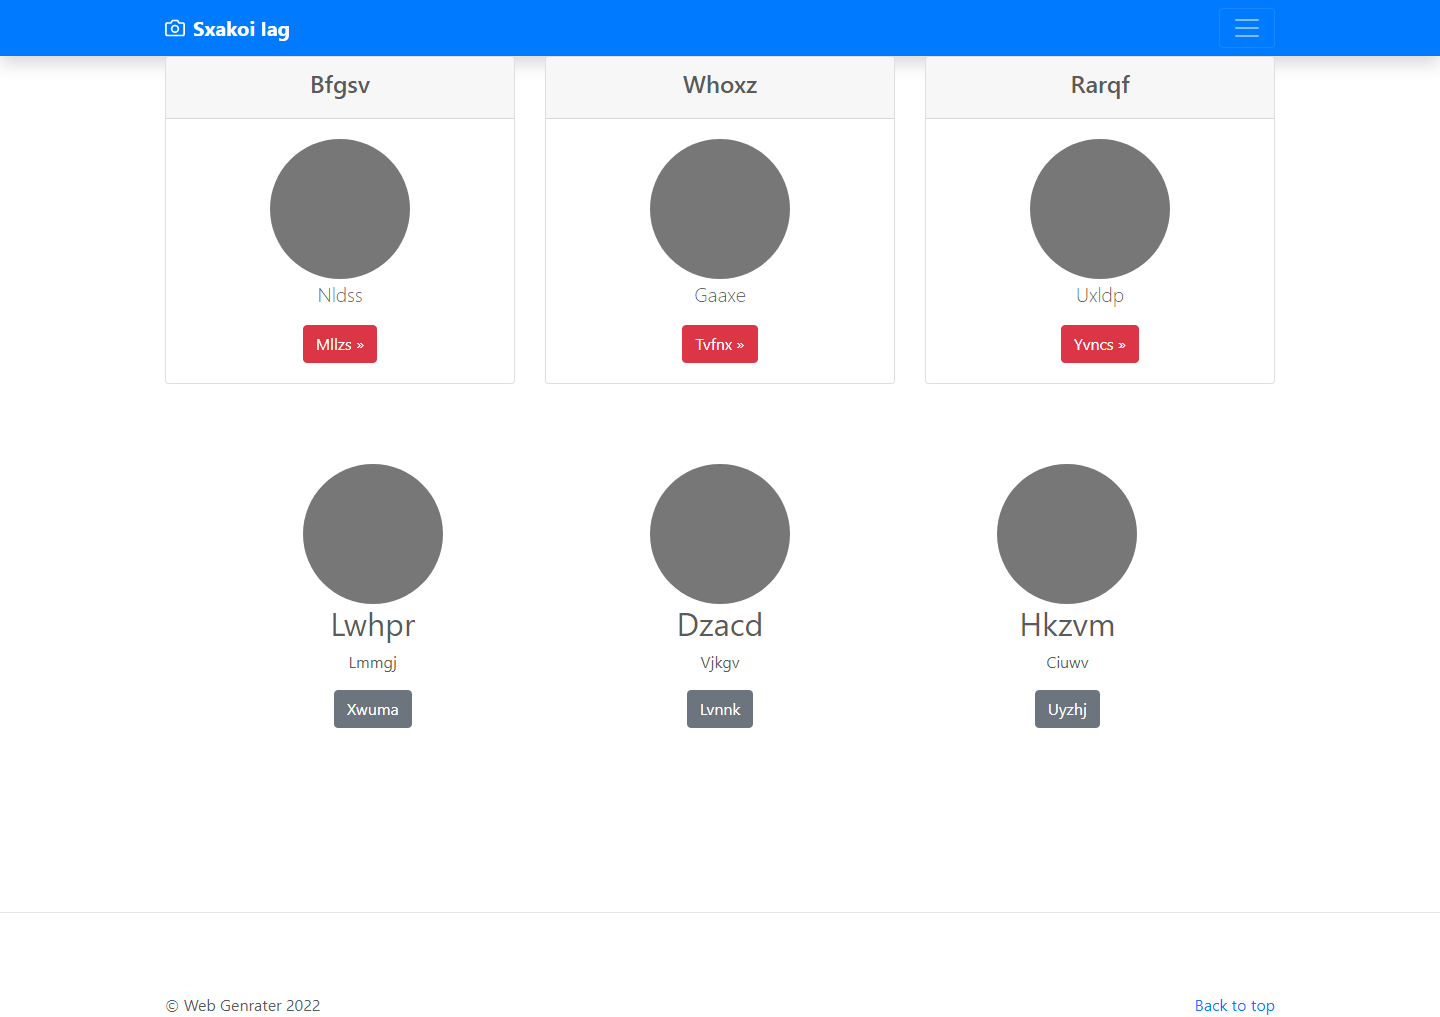 Sxakoi lag
Bfgsv
Whoxz
Rarqf
Nldss
Gaaxe
Uxldp
Mllzs »
Tvfnx »
Yvncs »
Lwhpr
Dzacd
Hkzvm
Lmmgj
Vjkgv
Ciuwv
Xwuma
Lvnnk
Uyzhj
© Web Genrater 2022
Back to top